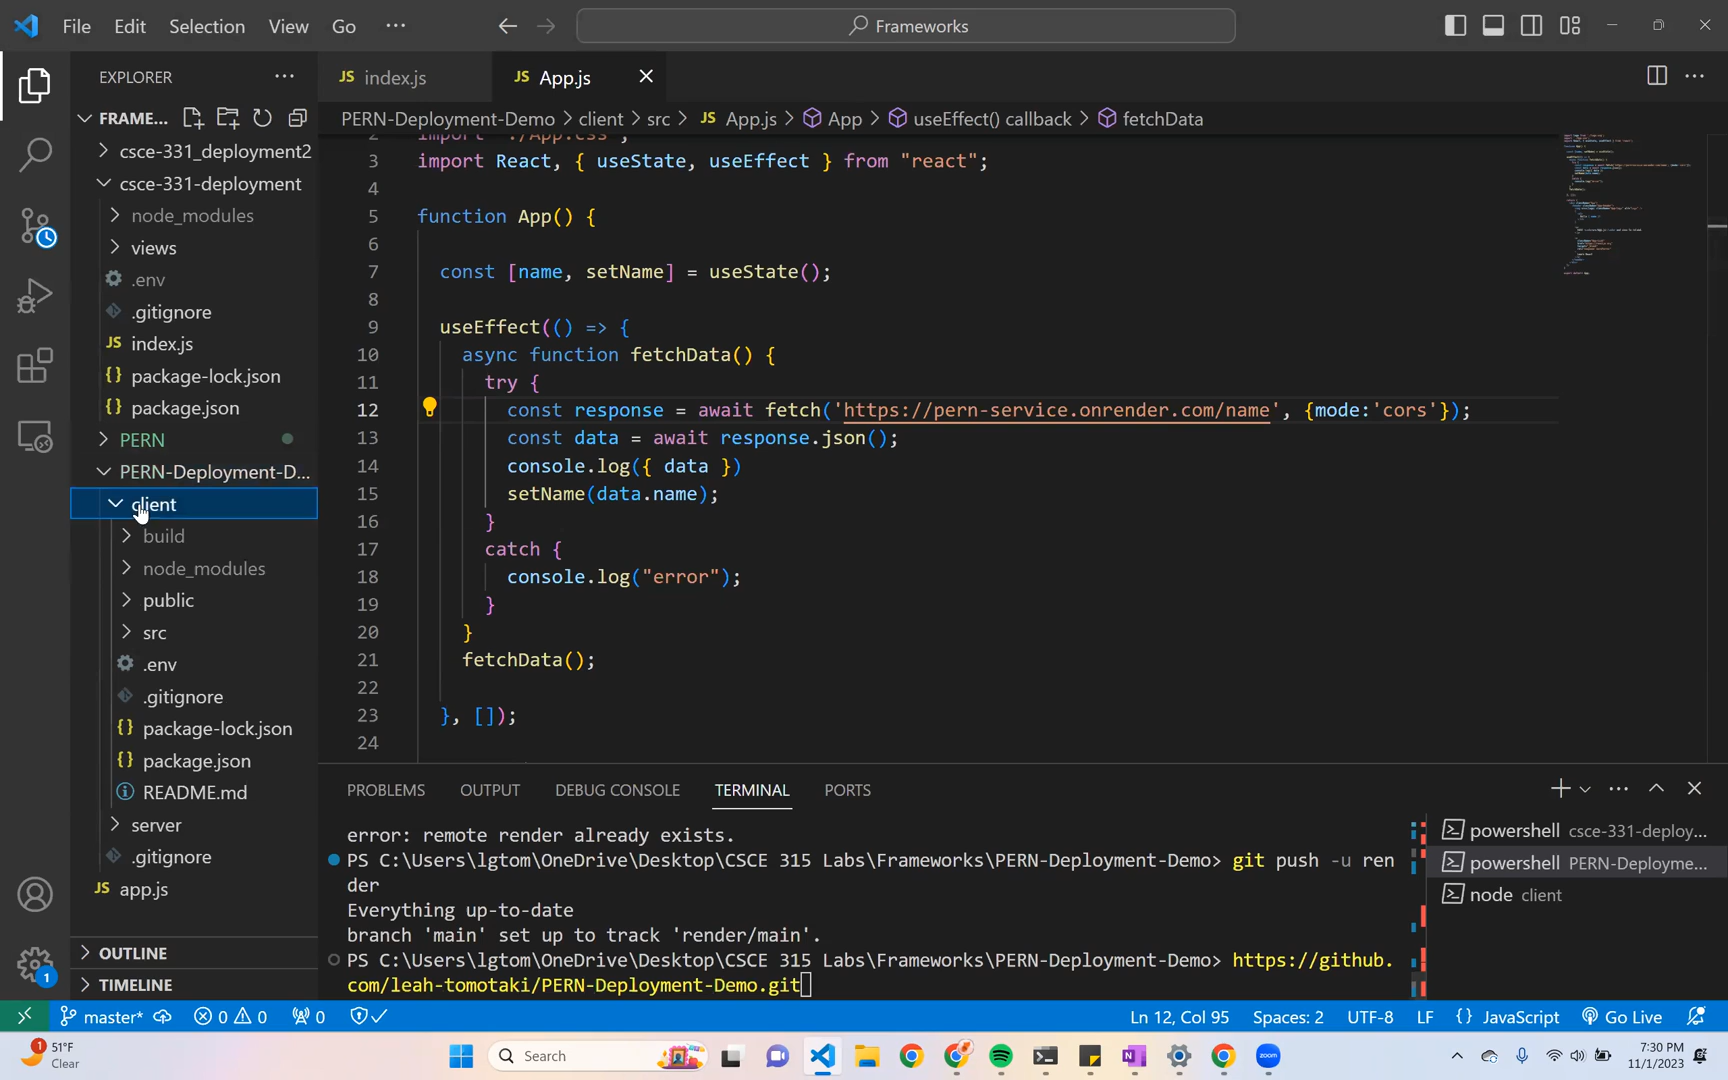 File Edit Selection View Go ··· Frameworks
EXPLORER ···
FRAME...
csce-331_deployment2
csce-331-deployment
node_modules
views
.env
.gitignore
JS index.js
{} package-lock.json
{} package.json
PERN
PERN-Deployment-D...
client
build
node_modules
public
src
.env
.gitignore
{} package-lock.json
{} package.json
README.md
server
.gitignore
JS app.js
OUTLINE
TIMELINE
JS index.js JS App.js
PERN-Deployment-Demo > client > src > JS App.js > App > useEffect() callback > fetchData
2 import './App.css';
3 import React, { useState, useEffect } from "react";
4
5 function App() {
6
7 const [name, setName] = useState();
8
9 useEffect(() => {
10 async function fetchData() {
11 try {
12 const response = await fetch('https://pern-service.onrender.com/name', {mode:'cors'});
13 const data = await response.json();
14 console.log({ data })
15 setName(data.name);
16 }
17 catch {
18 console.log("error");
19 }
20 }
21 fetchData();
22
23 }, []);
24
PROBLEMS OUTPUT DEBUG CONSOLE TERMINAL PORTS
error: remote render already exists.
PS C:\Users\lgtom\OneDrive\Desktop\CSCE 315 Labs\Frameworks\PERN-Deployment-Demo> git push -u ren
der
Everything up-to-date
branch 'main' set up to track 'render/main'.
PS C:\Users\lgtom\OneDrive\Desktop\CSCE 315 Labs\Frameworks\PERN-Deployment-Demo> https://github.
com/leah-tomotaki/PERN-Deployment-Demo.git
powershell csce-331-deploy...
powershell PERN-Deployme...
node client
1
master* 0 0 0 Ln 12, Col 95 Spaces: 2 UTF-8 LF {} JavaScript Go Live
1 51°F
Clear
Search
7:30 PM
11/1/2023